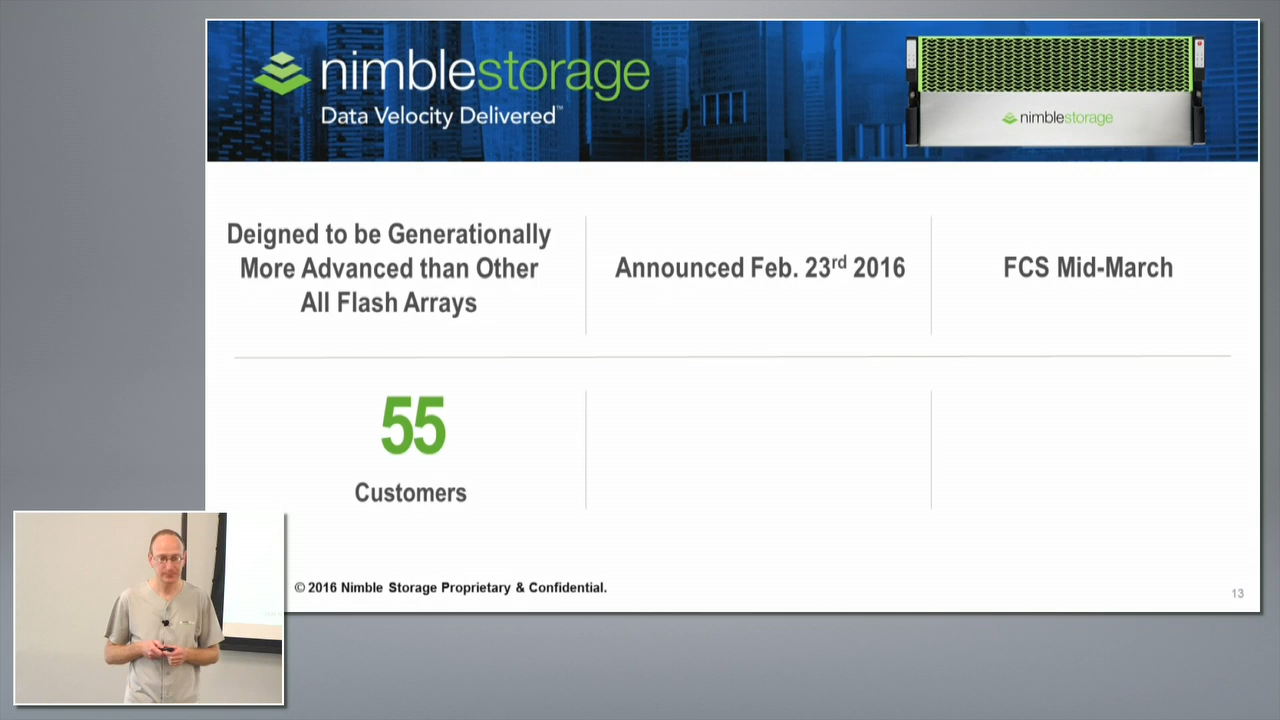 nimblestorage
Data Velocity Delivered™
nimblestorage
Deigned to be Generationally
More Advanced than Other
All Flash Arrays
Announced Feb. 23rd 2016
FCS Mid-March
55
Customers
© 2016 Nimble Storage Proprietary & Confidential.
13